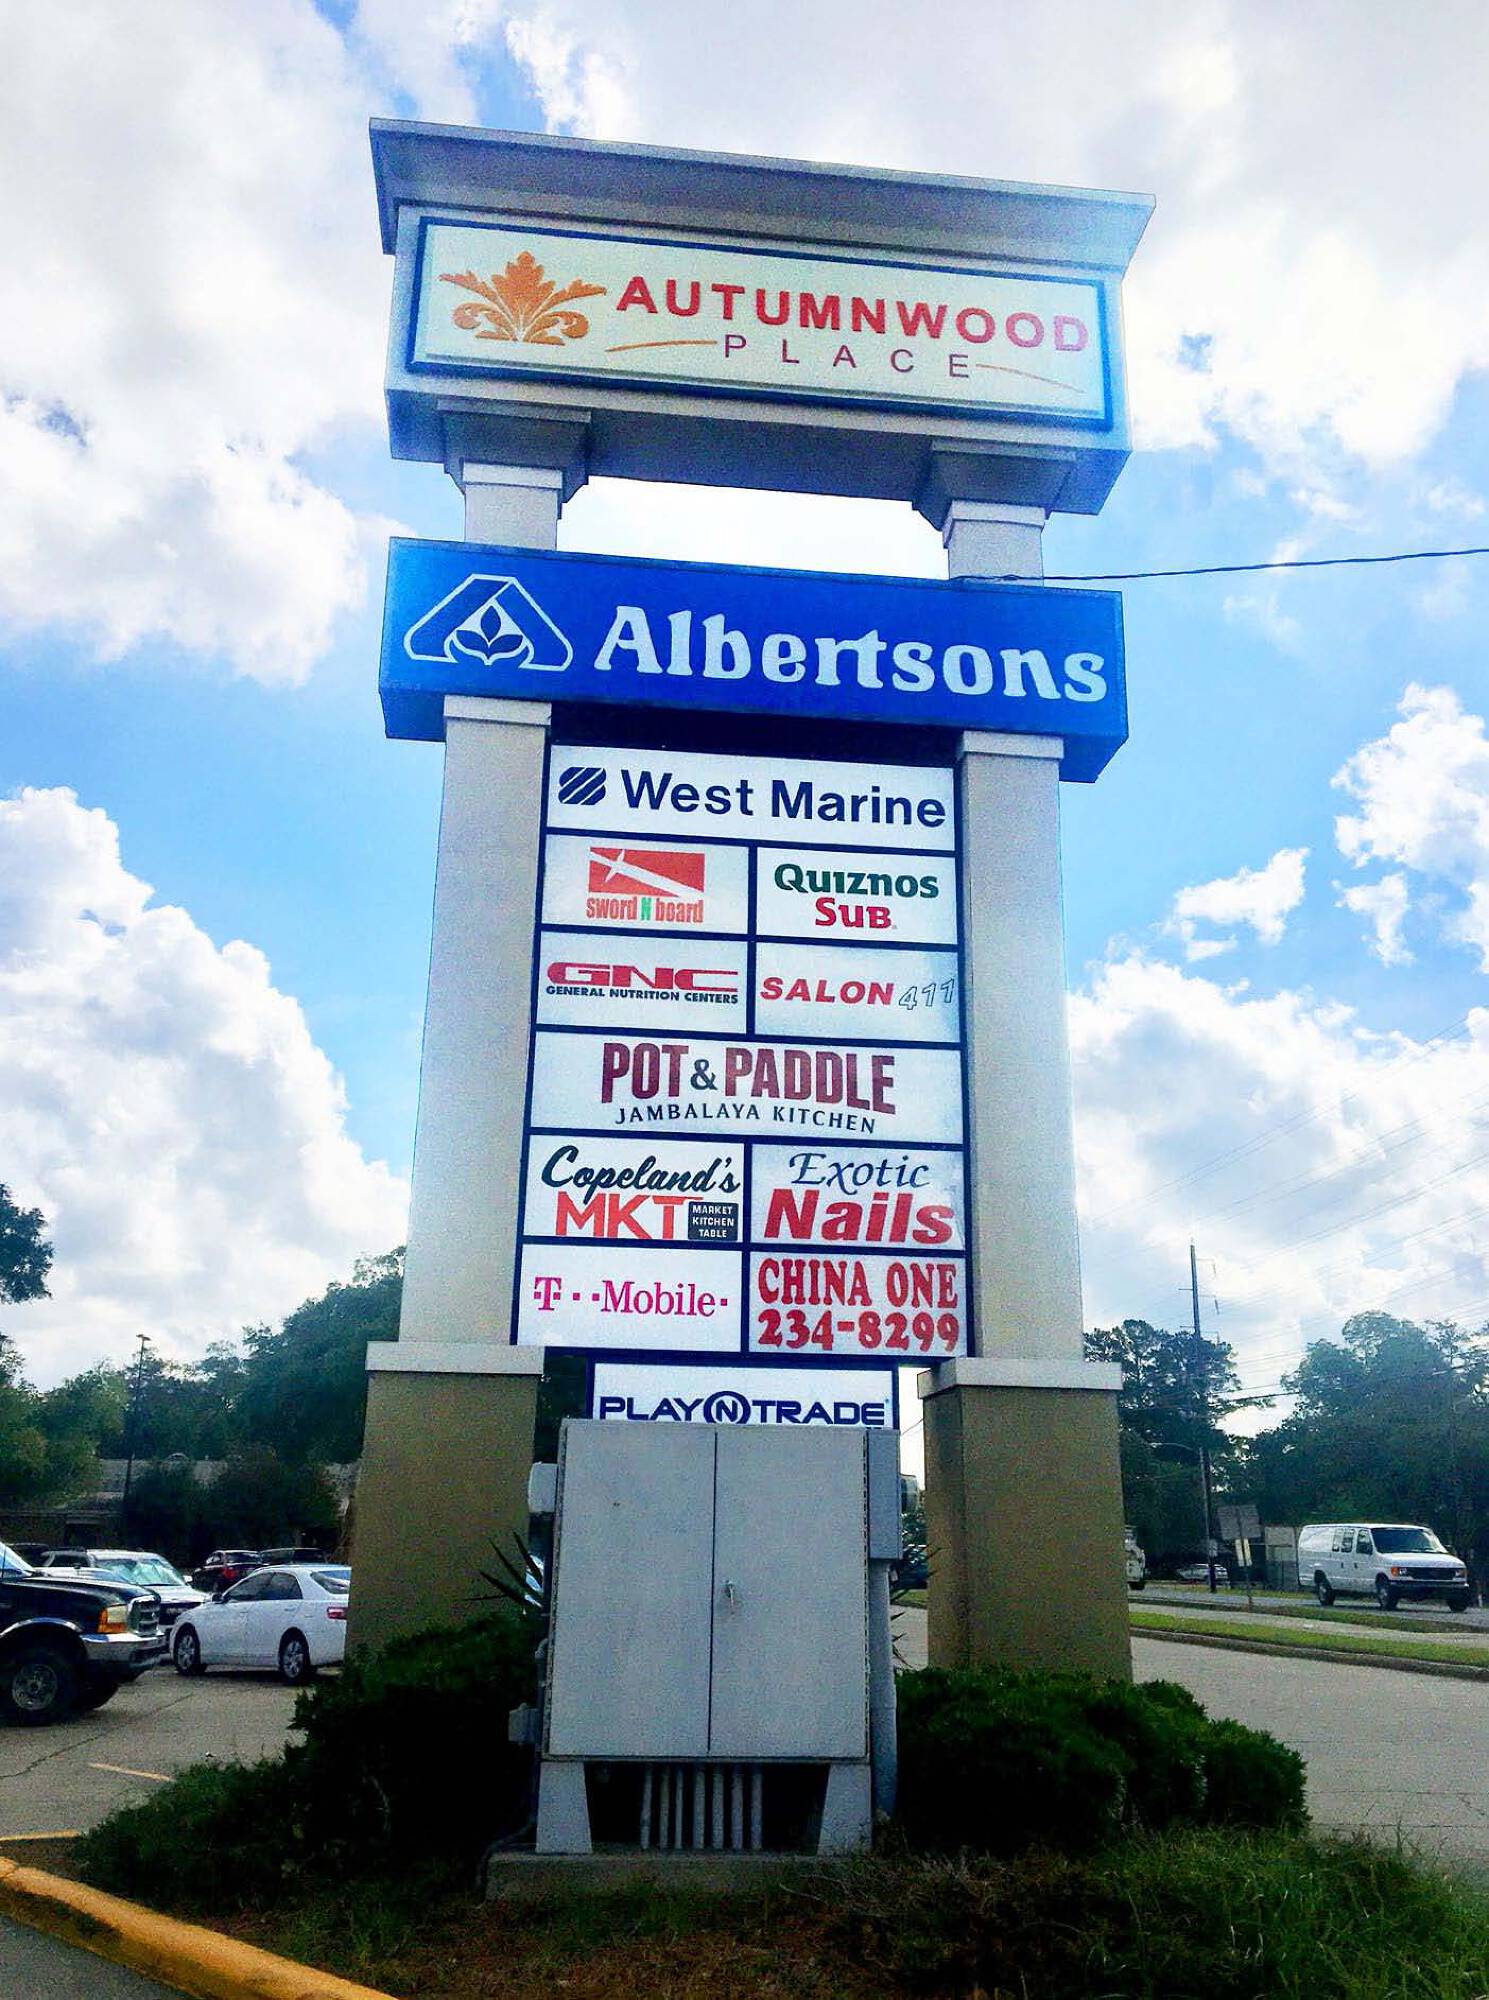 AUTUMNWOOD
PLACE
Albertsons
West Marine
sword N board
Quiznos
Sub
GNC
GENERAL NUTRITION CENTERS
SALON 411
POT & PADDLE
JAMBALAYA KITCHEN
Copeland's
MKT
MARKET
KITCHEN
TABLE
Exotic
Nails
T··Mobile·
CHINA ONE
234-8299
PLAY N TRADE